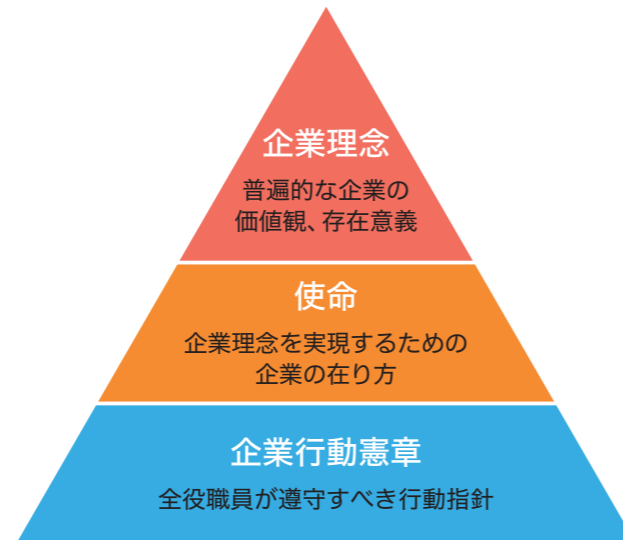 企業理念
普遍的な企業の
価値観、存在意義
使命
企業理念を実現するための
企業の在り方
企業行動憲章
全役職員が遵守すべき行動指針